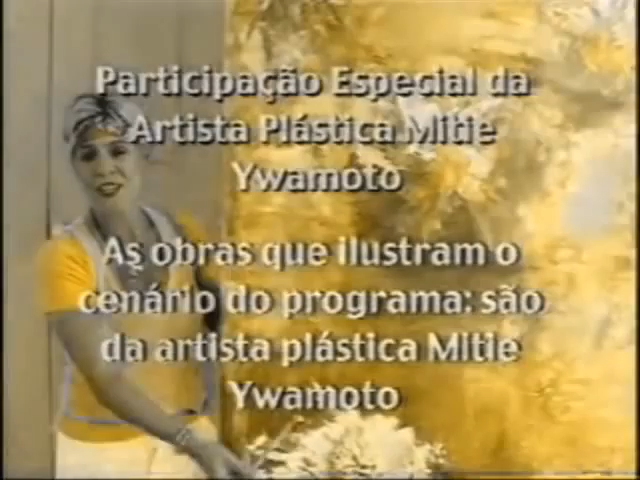 Participação Especial da
Artista Plástica Mitie
Ywamoto
As obras que ilustram o
cenário do programa: são
da artista plástica Mitie
Ywamoto